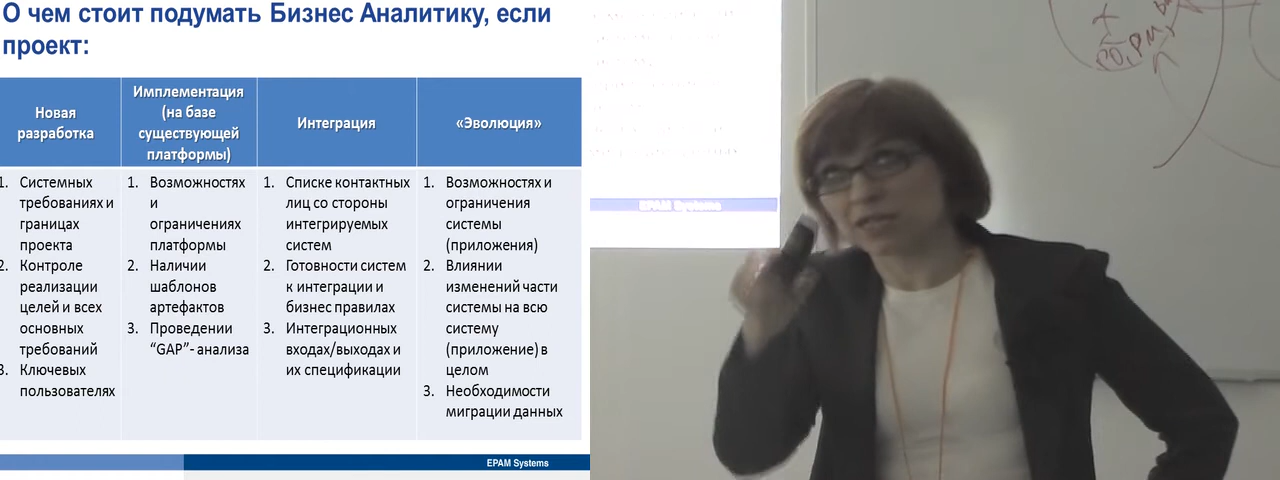 О чем стоит подумать Бизнес Аналитику, если
проект:
Новая
разработка
Имплементация
(на базе
существующей
платформы)
Интеграция
«Эволюция»
1. Системных
требованиях и
границах
проекта
2. Контроле
реализации
целей и всех
основных
требований
3. Ключевых
пользователях
1. Возможностях
и
ограничениях
платформы
2. Наличии
шаблонов
артефактов
3. Проведении
“GAP”- анализа
1. Списке контактных
лиц со стороны
интегрируемых
систем
2. Готовности систем
к интеграции и
бизнес правилах
3. Интеграционных
входах/выходах и
их спецификации
1. Возможностях и
ограничения
системы
(приложения)
2. Влиянии
изменений части
системы на всю
систему
(приложение) в
целом
3. Необходимости
миграции данных
EPAM Systems
EPAM Systems
PO, PM,